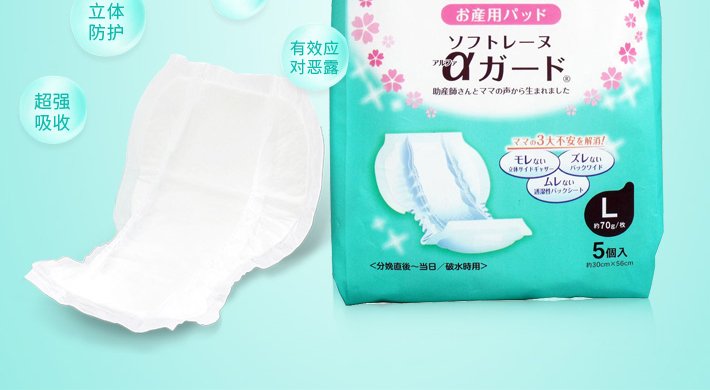 立体
防护
有效应
对恶露
超强
吸收
お産用パッド
ソフトレーヌ
アルファ
αガード®
助産師さんとママの声から生まれました
ママの3大不安を解消!
モレない
立体サイドギャザー
ズレない
バックワイド
ムレない
透湿性バックシート
L
約70g/枚
5個入
約30cm×56cm
<分娩直後～当日/破水時用>